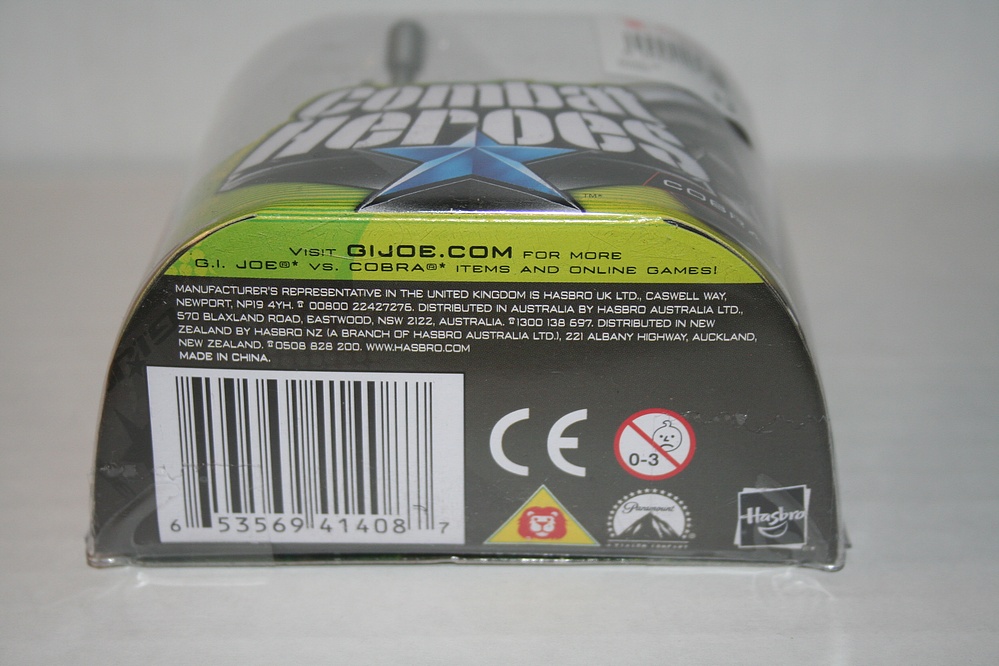 Combat
Heroes
TM*
VISIT GIJOE.COM FOR MORE
G.I. JOE®* VS. COBRA®* ITEMS AND ONLINE GAMES!
MANUFACTURER'S REPRESENTATIVE IN THE UNITED KINGDOM IS HASBRO UK LTD., CASWELL WAY,
NEWPORT, NP19 4YH. ☎ 00800 22427276. DISTRIBUTED IN AUSTRALIA BY HASBRO AUSTRALIA LTD.,
570 BLAXLAND ROAD, EASTWOOD, NSW 2122, AUSTRALIA. ☎1300 138 697. DISTRIBUTED IN NEW
ZEALAND BY HASBRO NZ (A BRANCH OF HASBRO AUSTRALIA LTD.), 221 ALBANY HIGHWAY, AUCKLAND,
NEW ZEALAND. ☎0508 828 200. WWW.HASBRO.COM
MADE IN CHINA.
6 53569 41408 7
CE
0-3
Paramount
Hasbro